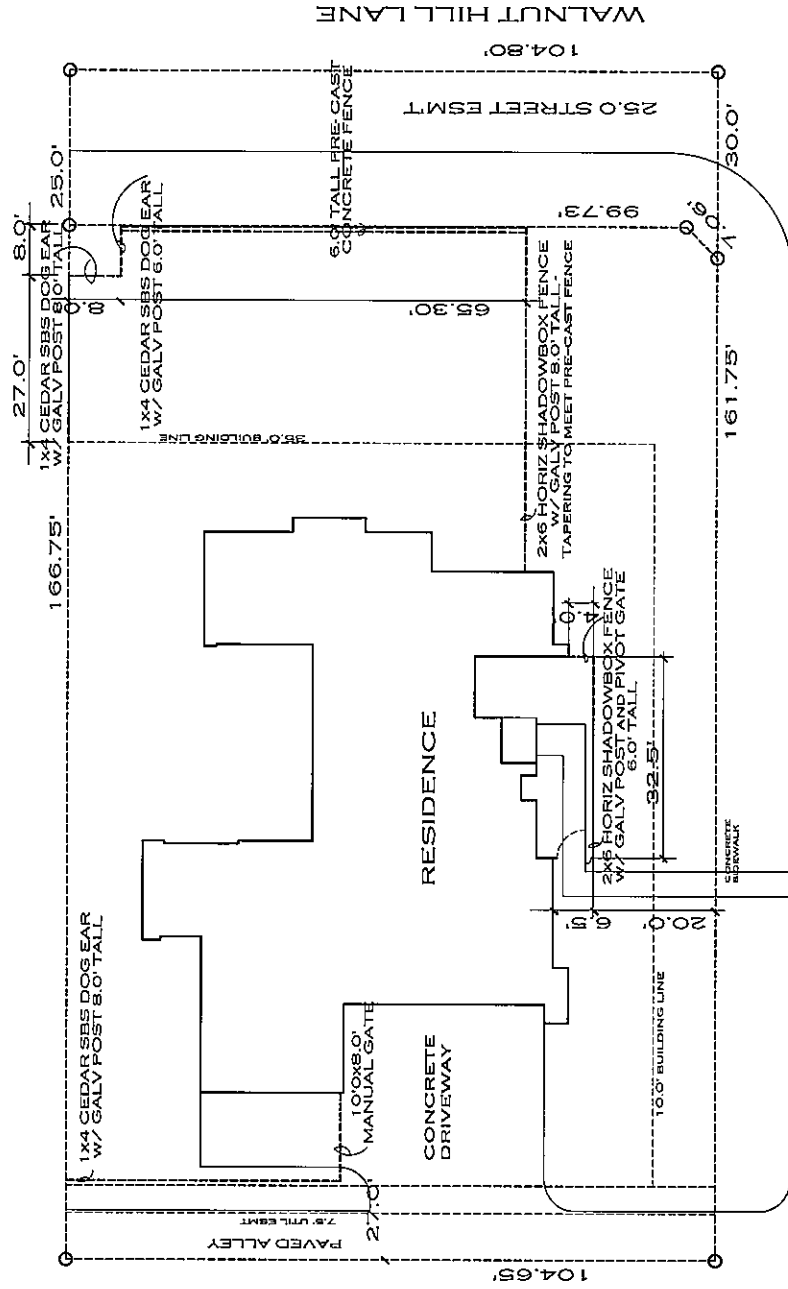 WALNUT HILL LANE
104.80'
25.0 STREET ESM'T
30.0'
25.0'
8.0'
27.0'
1x4 CEDAR SBS DOG EAR
W/ GALV POST 8.0' TALL
1x4 CEDAR SBS DOG EAR
W/ GALV POST 6.0' TALL
6.0' TALL PRE-CAST
CONCRETE FENCE
99.73'
V.
90.
8.0'
65.30'
2x6 HORIZ SHADOWBOX FENCE
W/ GALV POST 8.0' TALL -
TAPERING TO MEET PRE-CAST FENCE
161.75'
35.0' BUILDING LINE
166.75'
4.0
2x6 HORIZ SHADOWBOX FENCE
W/ GALV POST AND PIVOT GATE
6.0' TALL
32.5'
RESIDENCE
CONCRETE
SIDEWALK
6.5'
20.0'
10.0' BUILDING LINE
1x4 CEDAR SBS DOG EAR
W/ GALV POST 8.0' TALL
10'0x8.0'
MANUAL GATE
CONCRETE
DRIVEWAY
27.0'
7.5' UTIL ESMT
PAVED ALLEY
104.65'